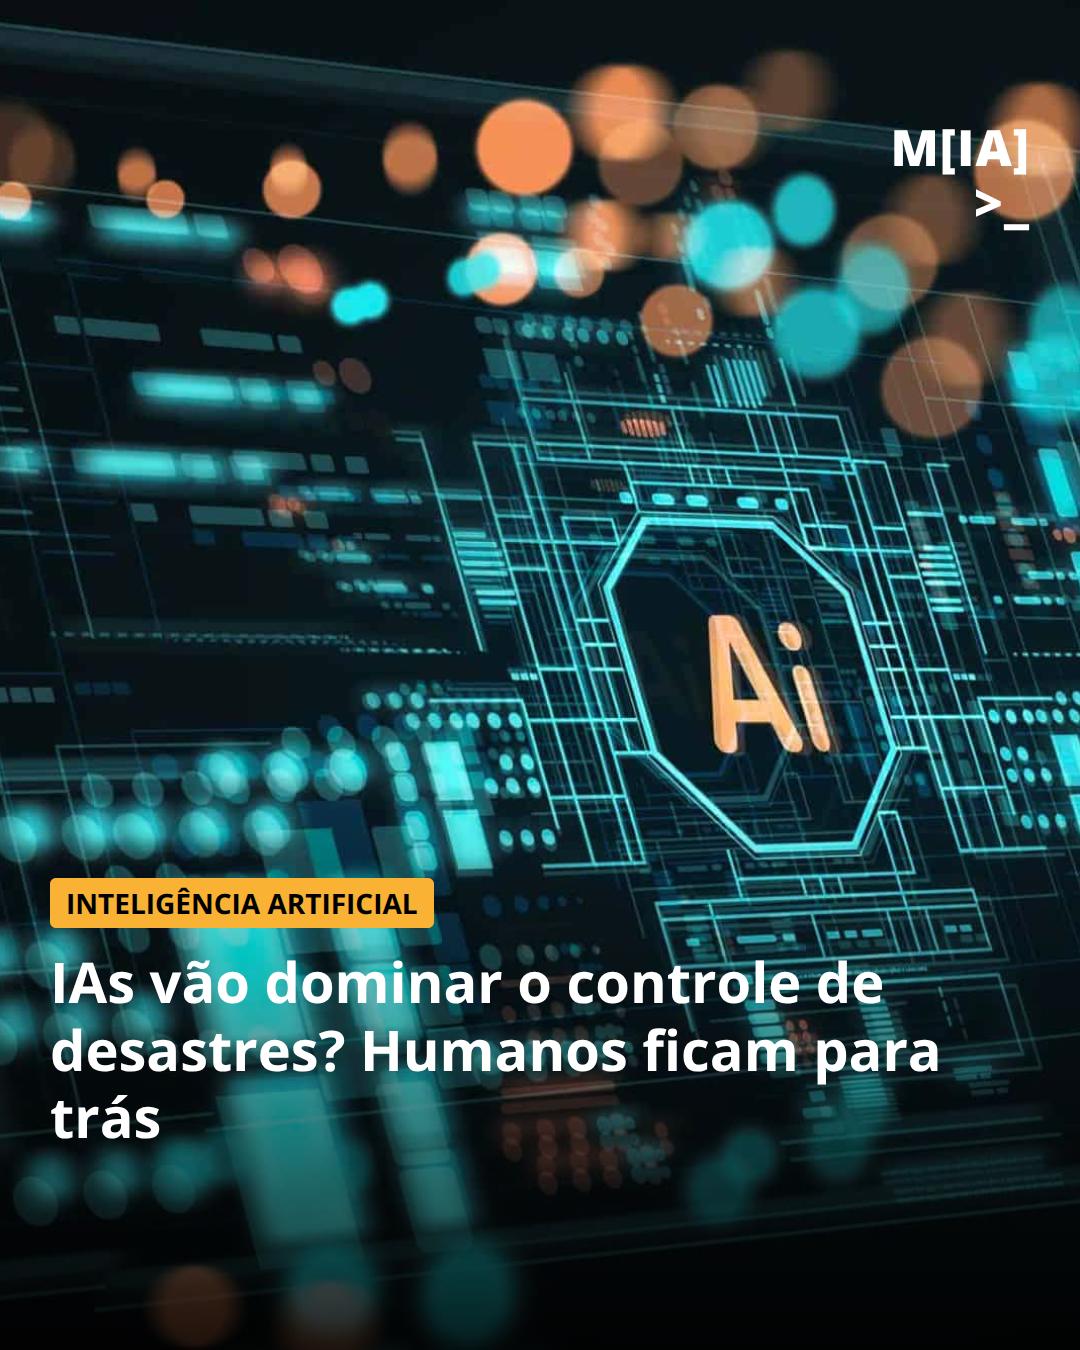 M[IA]
>_
Ai
INTELIGÊNCIA ARTIFICIAL
IAs vão dominar o controle de
desastres? Humanos ficam para
trás